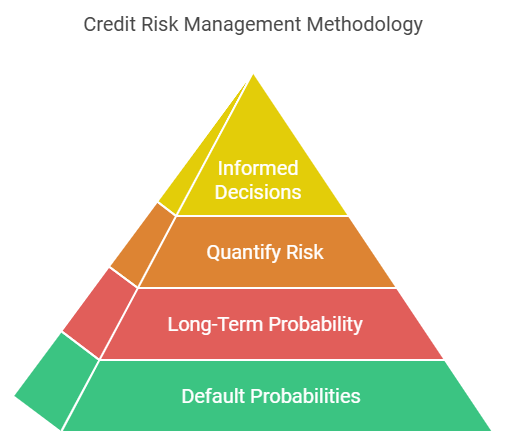 Credit Risk Management Methodology
Informed
Decisions
Quantify Risk
Long-Term Probability
Default Probabilities